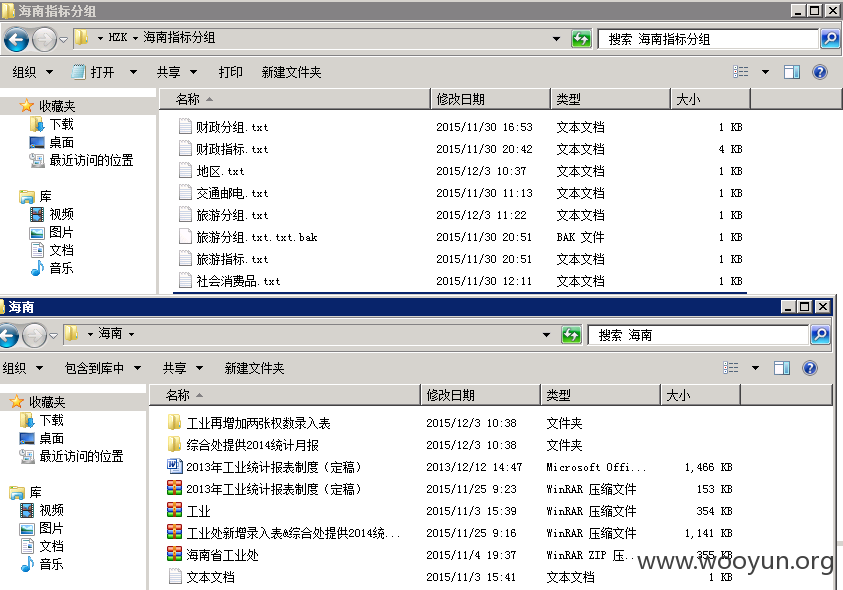 海南指标分组
HZK 海南指标分组 搜索 海南指标分组
组织 打开 共享 打印 新建文件夹
收藏夹
下载
桌面
最近访问的位置
库
视频
图片
文档
音乐
名称 修改日期 类型 大小
财政分组.txt 2015/11/30 16:53 文本文档 1 KB
财政指标.txt 2015/11/30 20:42 文本文档 4 KB
地区.txt 2015/12/3 10:37 文本文档 1 KB
交通邮电.txt 2015/11/30 11:13 文本文档 1 KB
旅游分组.txt 2015/12/3 11:22 文本文档 1 KB
旅游分组.txt.txt.bak 2015/11/30 20:51 BAK 文件 1 KB
旅游指标.txt 2015/11/30 20:51 文本文档 1 KB
社会消费品.txt 2015/11/30 12:11 文本文档 1 KB
海南
海南 搜索 海南
组织 包含到库中 共享 新建文件夹
收藏夹
下载
桌面
最近访问的位置
库
视频
图片
文档
音乐
名称 修改日期 类型 大小
工业再增加两张权数录入表 2015/12/3 10:38 文件夹
综合处提供2014统计月报 2015/12/3 10:38 文件夹
2013年工业统计报表制度（定稿） 2013/12/12 14:47 Microsoft Offi... 1,466 KB
2013年工业统计报表制度（定稿） 2015/11/25 9:23 WinRAR 压缩文件 153 KB
工业 2015/11/3 15:39 WinRAR 压缩文件 354 KB
工业处新增录入表&综合处提供2014统... 2015/11/25 9:16 WinRAR 压缩文件 1,141 KB
海南省工业处 2015/11/4 19:37 WinRAR ZIP 压... 355 KB
文本文档 2015/11/3 15:41 文本文档 1 KB
www.wooyun.org